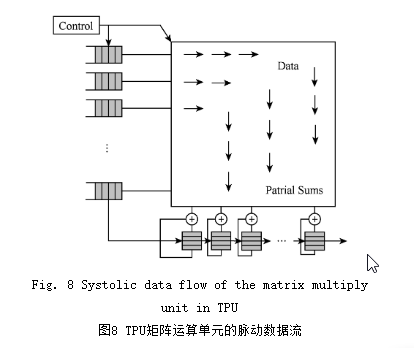 Control
Data
⋮
Patrial Sums
...
Fig. 8 Systolic data flow of the matrix multiply
unit in TPU
图8 TPU矩阵运算单元的脉动数据流